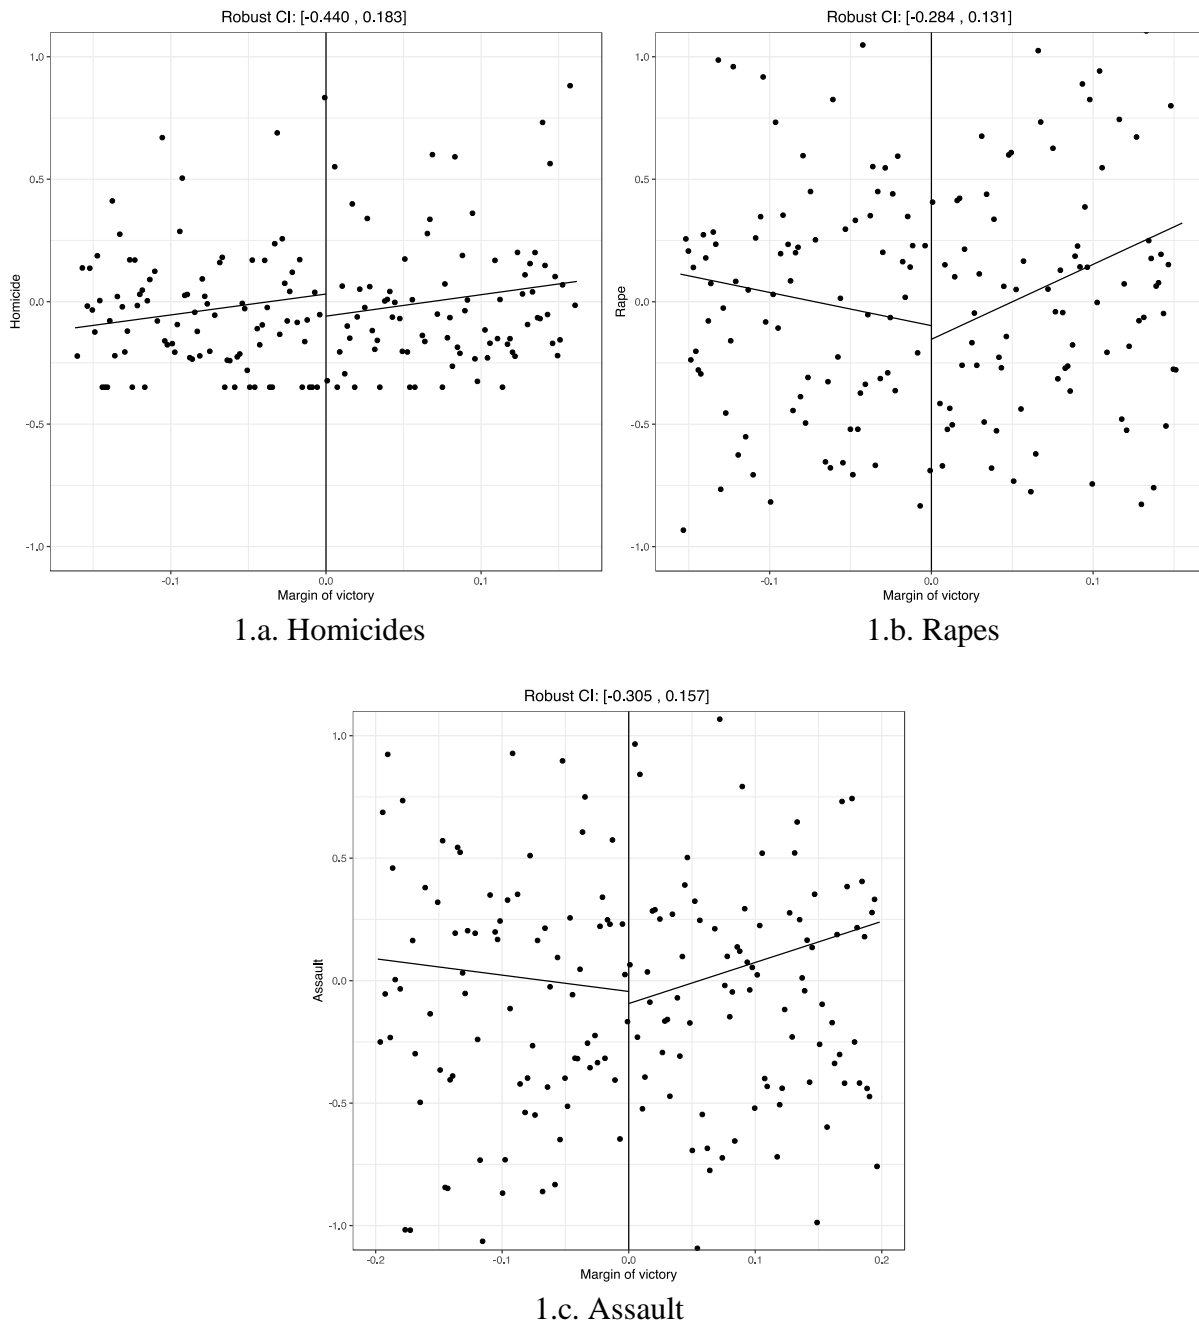 Robust CI: [-0.440 , 0.183]
1.0
0.5
0.0
-0.5
-1.0
Homicide
-0.1
0.0
0.1
Margin of victory
1.a. Homicides
Robust CI: [-0.284 , 0.131]
1.0
0.5
0.0
-0.5
-1.0
Rape
-0.1
0.0
0.1
Margin of victory
1.b. Rapes
Robust CI: [-0.305 , 0.157]
1.0
0.5
0.0
-0.5
-1.0
Assault
-0.2
-0.1
0.0
0.1
0.2
Margin of victory
1.c. Assault